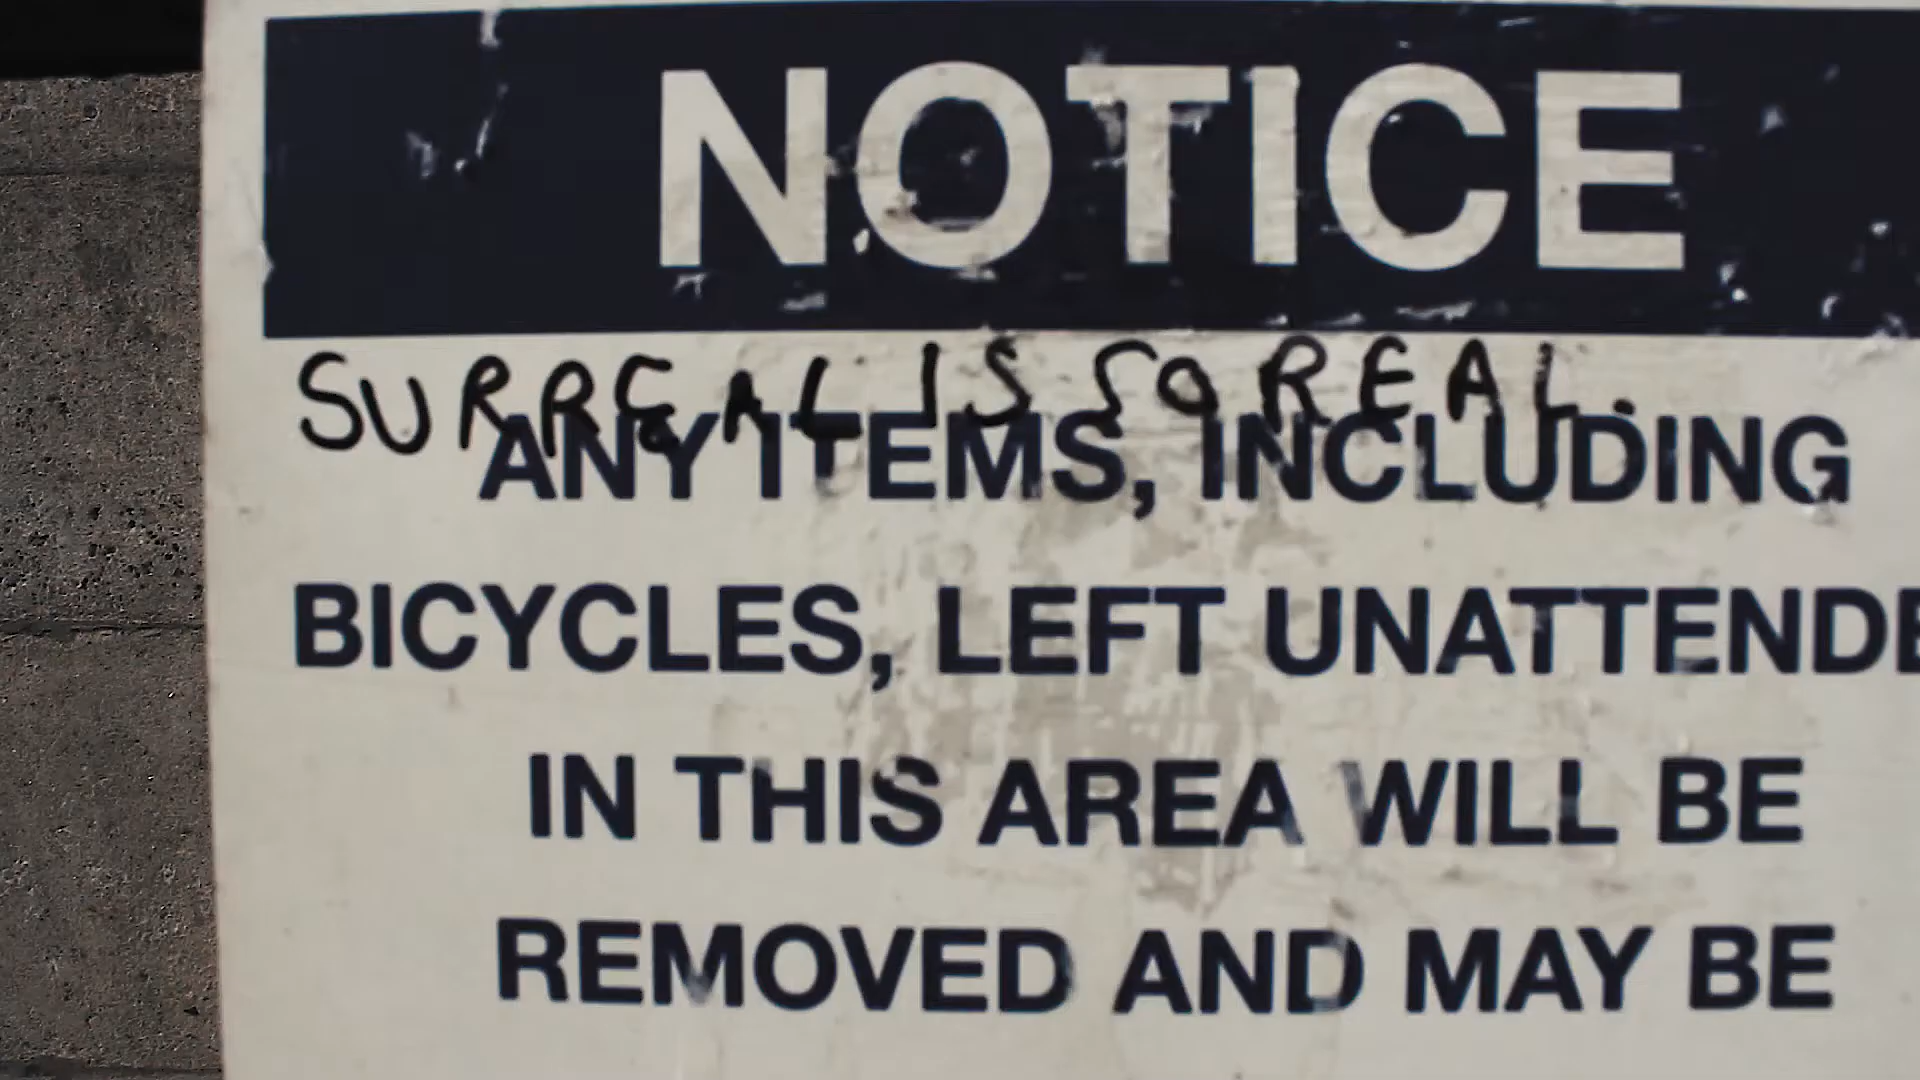 NOTICE
SURREAL IS SO REAL.
ANY ITEMS, INCLUDING
BICYCLES, LEFT UNATTENDE
IN THIS AREA WILL BE
REMOVED AND MAY BE